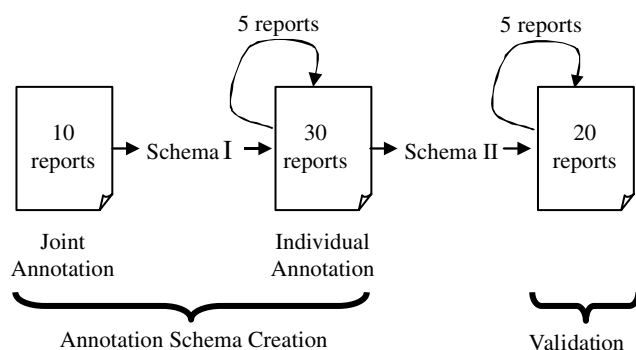 5 reports
5 reports
10
reports
Schema I
30
reports
Schema II
20
reports
Joint
Annotation
Individual
Annotation
Annotation Schema Creation
Validation